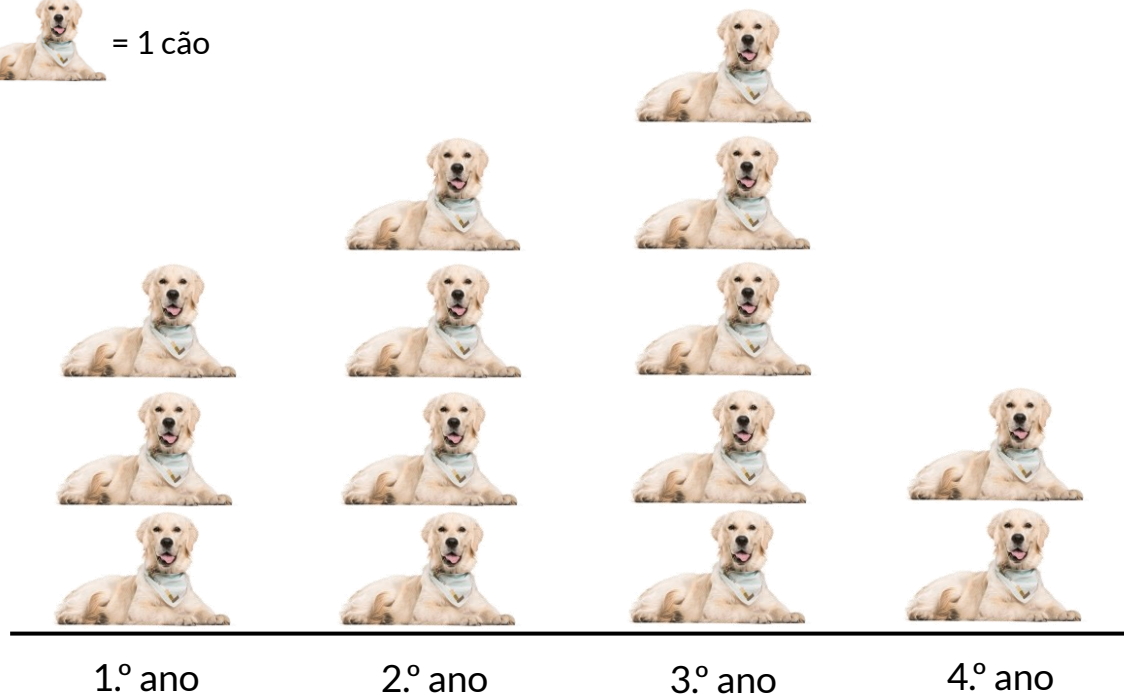 = 1 cão
1.º ano
2.º ano
3.º ano
4.º ano